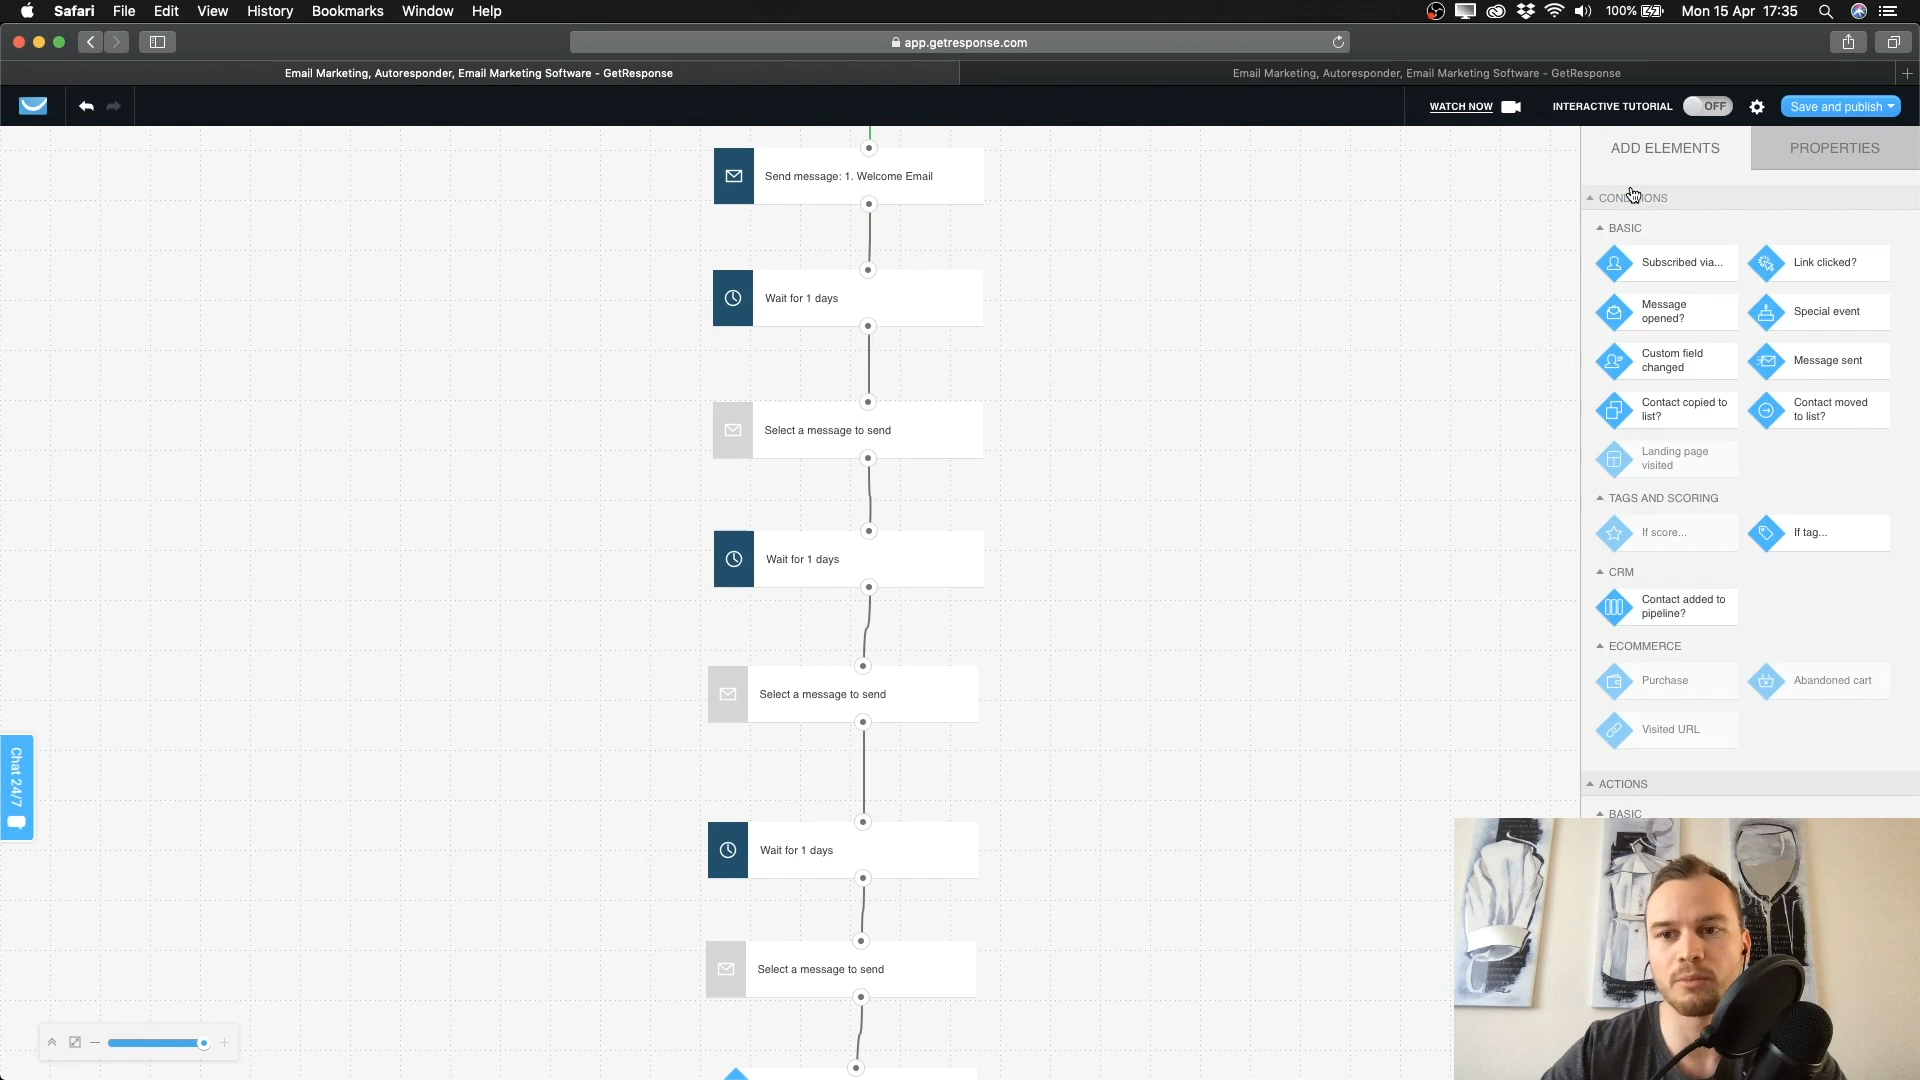 Safari File Edit View History Bookmarks Window Help
100% Mon 15 Apr 17:35
app.getresponse.com
Email Marketing, Autoresponder, Email Marketing Software - GetResponse
Email Marketing, Autoresponder, Email Marketing Software - GetResponse
WATCH NOW
INTERACTIVE TUTORIAL OFF
Save and publish
ADD ELEMENTS
PROPERTIES
Send message: 1. Welcome Email
Wait for 1 days
Select a message to send
Wait for 1 days
Select a message to send
Wait for 1 days
Select a message to send
CONDITIONS
BASIC
Subscribed via...
Link clicked?
Message
opened?
Special event
Custom field
changed
Message sent
Contact copied to
list?
Contact moved
to list?
Landing page
visited
TAGS AND SCORING
If score...
If tag...
CRM
Contact added to
pipeline?
ECOMMERCE
Purchase
Abandoned cart
Visited URL
ACTIONS
BASIC
Chat 24/7